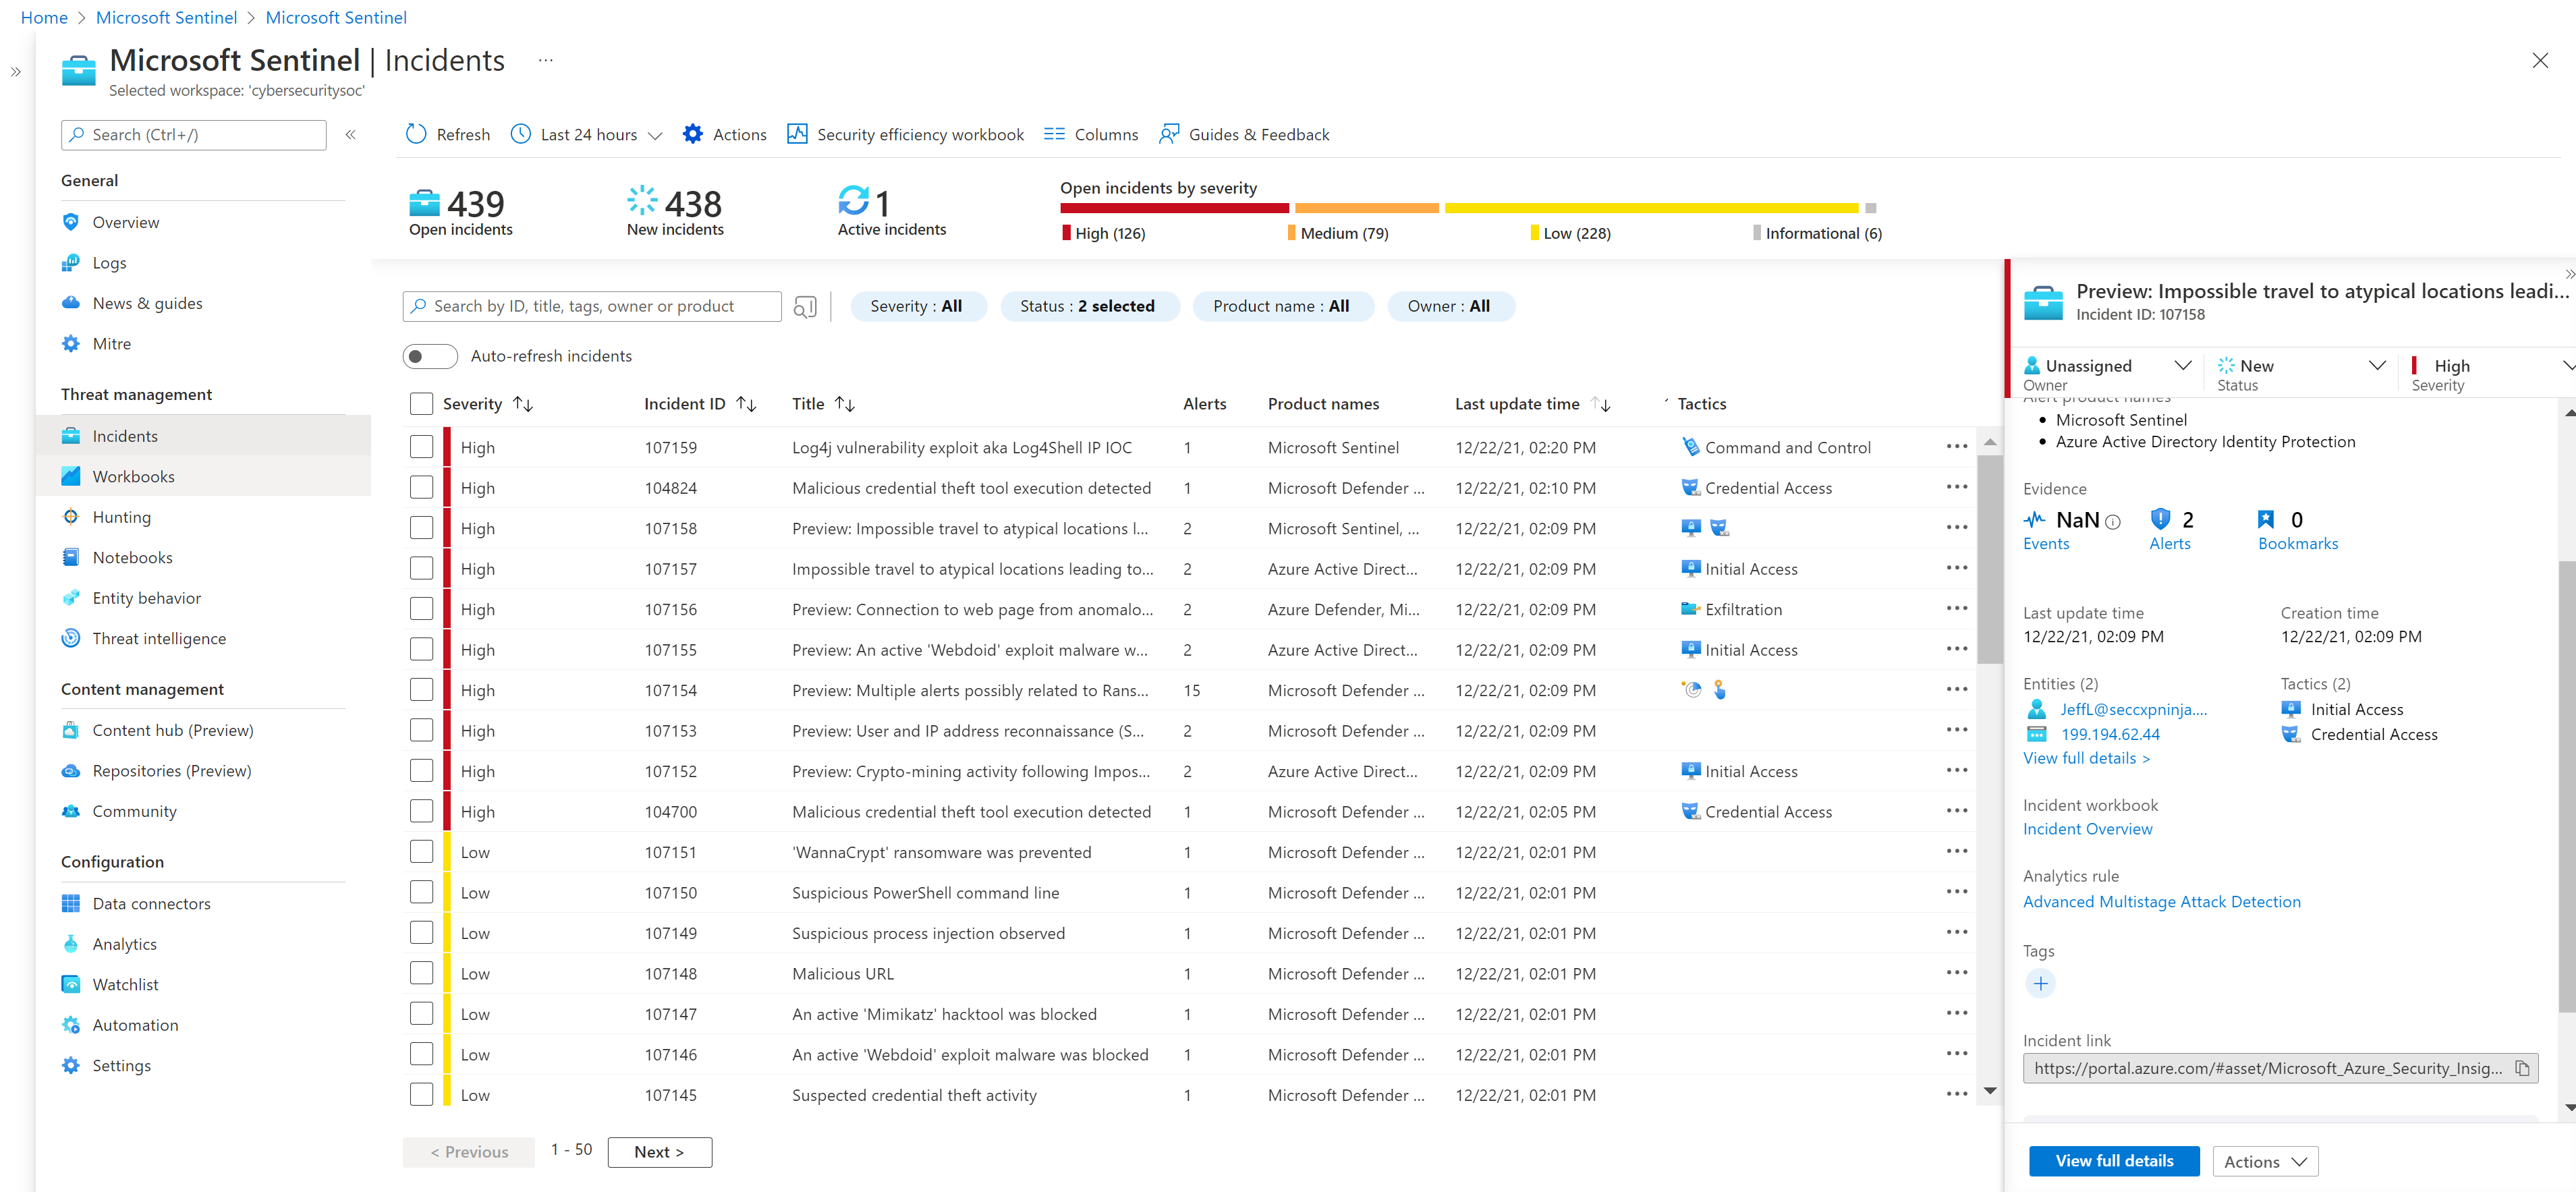 Home > Microsoft Sentinel > Microsoft Sentinel
Microsoft Sentinel | Incidents ...
Selected workspace: 'cybersecuritysoc'
Search (Ctrl+/)
General
Overview
Logs
News & guides
Mitre
Threat management
Incidents
Workbooks
Hunting
Notebooks
Entity behavior
Threat intelligence
Content management
Content hub (Preview)
Repositories (Preview)
Community
Configuration
Data connectors
Analytics
Watchlist
Automation
Settings
Refresh Last 24 hours Actions Security efficiency workbook Columns Guides & Feedback
439 Open incidents
438 New incidents
1 Active incidents
Open incidents by severity
High (126) Medium (79) Low (228) Informational (6)
Search by ID, title, tags, owner or product
Severity : All Status : 2 selected Product name : All Owner : All
Auto-refresh incidents
Severity Incident ID Title Alerts Product names Last update time Tactics
High 107159 Log4j vulnerability exploit aka Log4Shell IP IOC 1 Microsoft Sentinel 12/22/21, 02:20 PM Command and Control
High 104824 Malicious credential theft tool execution detected 1 Microsoft Defender ... 12/22/21, 02:10 PM Credential Access
High 107158 Preview: Impossible travel to atypical locations l... 2 Microsoft Sentinel, ... 12/22/21, 02:09 PM
High 107157 Impossible travel to atypical locations leading to... 2 Azure Active Direct... 12/22/21, 02:09 PM Initial Access
High 107156 Preview: Connection to web page from anomalo... 2 Azure Defender, Mi... 12/22/21, 02:09 PM Exfiltration
High 107155 Preview: An active 'Webdoid' exploit malware w... 2 Azure Active Direct... 12/22/21, 02:09 PM Initial Access
High 107154 Preview: Multiple alerts possibly related to Rans... 15 Microsoft Defender ... 12/22/21, 02:09 PM
High 107153 Preview: User and IP address reconnaissance (S... 2 Microsoft Defender ... 12/22/21, 02:09 PM
High 107152 Preview: Crypto-mining activity following Impos... 2 Azure Active Direct... 12/22/21, 02:09 PM Initial Access
High 104700 Malicious credential theft tool execution detected 1 Microsoft Defender ... 12/22/21, 02:05 PM Credential Access
Low 107151 'WannaCrypt' ransomware was prevented 1 Microsoft Defender ... 12/22/21, 02:01 PM
Low 107150 Suspicious PowerShell command line 1 Microsoft Defender ... 12/22/21, 02:01 PM
Low 107149 Suspicious process injection observed 1 Microsoft Defender ... 12/22/21, 02:01 PM
Low 107148 Malicious URL 1 Microsoft Defender ... 12/22/21, 02:01 PM
Low 107147 An active 'Mimikatz' hacktool was blocked 1 Microsoft Defender ... 12/22/21, 02:01 PM
Low 107146 An active 'Webdoid' exploit malware was blocked 1 Microsoft Defender ... 12/22/21, 02:01 PM
Low 107145 Suspected credential theft activity 1 Microsoft Defender ... 12/22/21, 02:01 PM
< Previous 1 - 50 Next >
Preview: Impossible travel to atypical locations leadi...
Incident ID: 107158
Unassigned New High
Owner Status Severity
Alert product names
Microsoft Sentinel
Azure Active Directory Identity Protection
Evidence
NaN 2 0
Events Alerts Bookmarks
Last update time Creation time
12/22/21, 02:09 PM 12/22/21, 02:09 PM
Entities (2) Tactics (2)
JeffL@seccxpninja.... Initial Access
199.194.62.44 Credential Access
View full details >
Incident workbook
Incident Overview
Analytics rule
Advanced Multistage Attack Detection
Tags
Incident link
https://portal.azure.com/#asset/Microsoft_Azure_Security_Insig...
View full details Actions